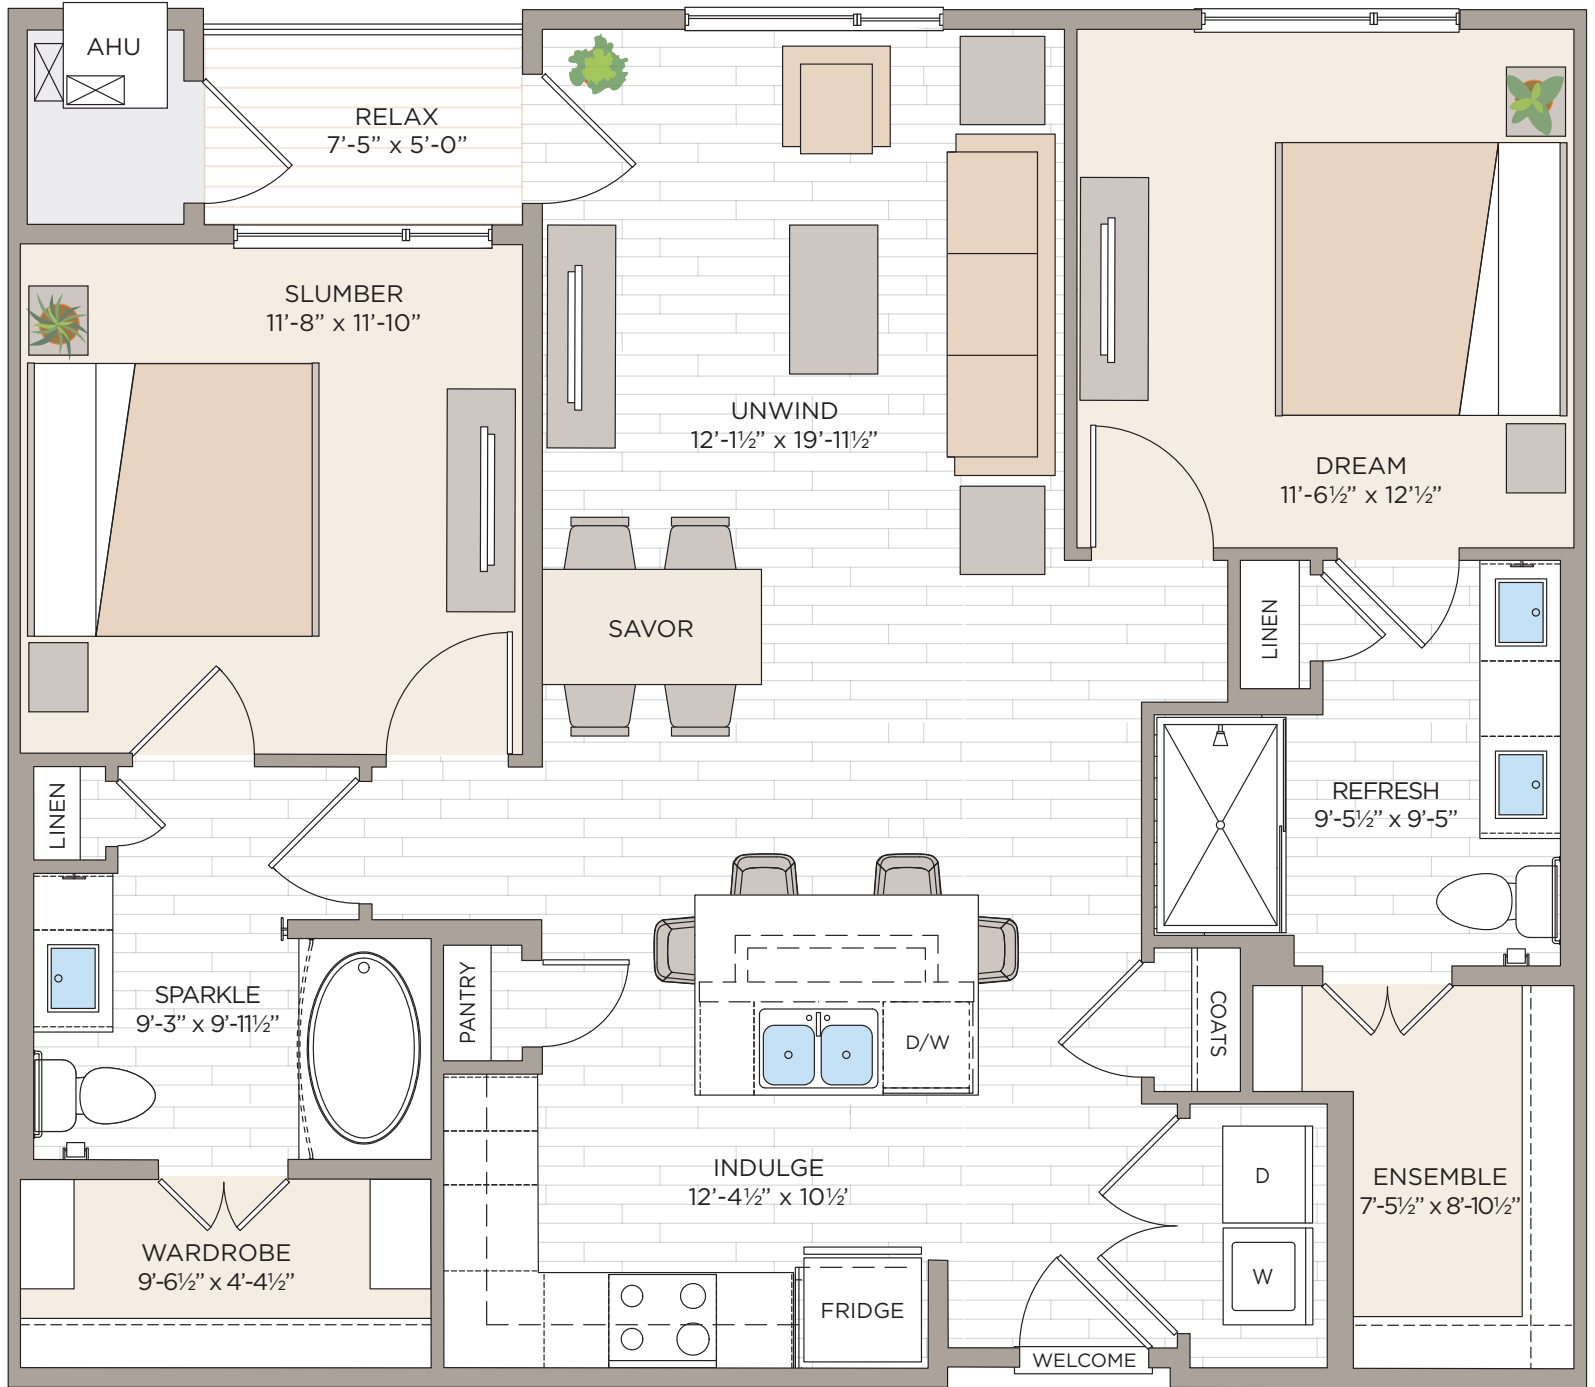 AHU
RELAX
7'-5" x 5'-0"
SLUMBER
11'-8" x 11'-10"
UNWIND
12'-1½" x 19'-11½"
DREAM
11'-6½" x 12'½"
SAVOR
LINEN
LINEN
REFRESH
9'-5½" x 9'-5"
SPARKLE
9'-3" x 9'-11½"
PANTRY
D/W
COATS
INDULGE
12'-4½" x 10½'
D
ENSEMBLE
7'-5½" x 8'-10½"
WARDROBE
9'-6½" x 4'-4½"
W
FRIDGE
WELCOME